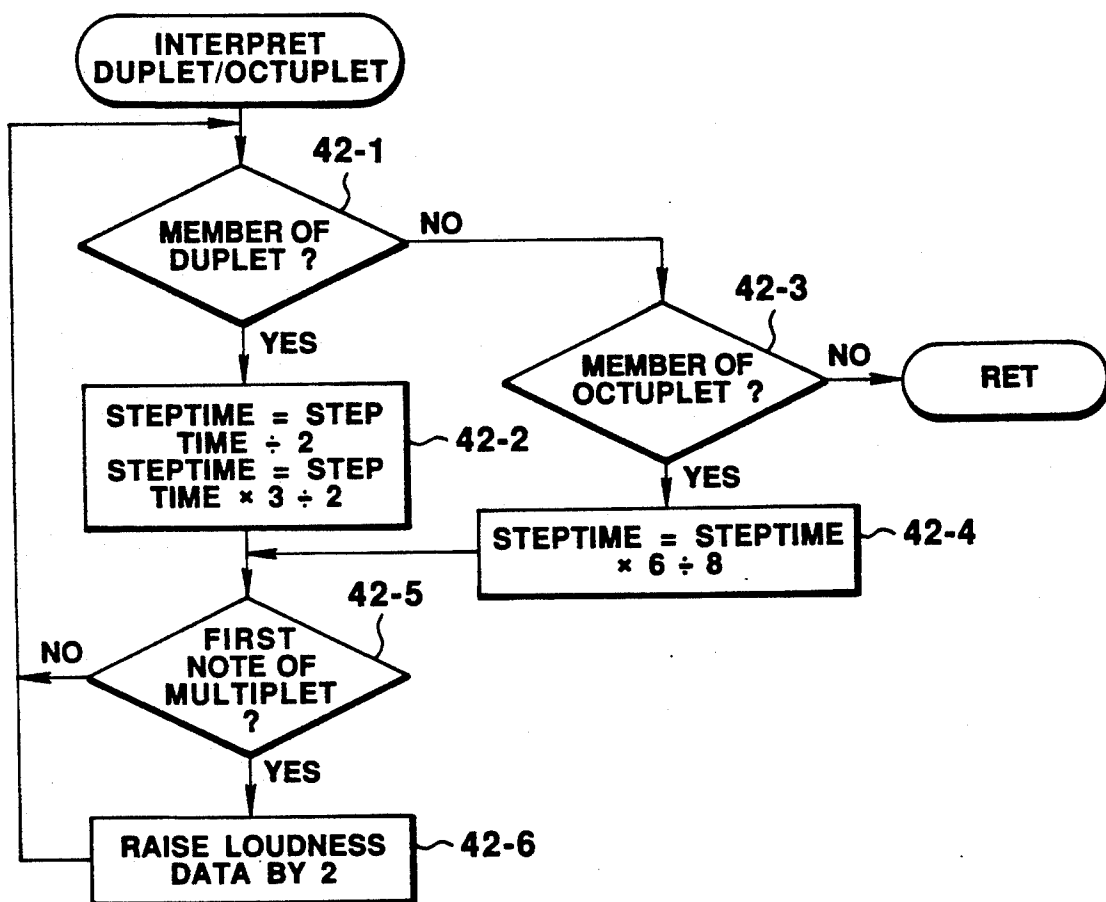 INTERPRET
DUPLET/OCTUPLET
42-1
MEMBER OF
DUPLET ?
NO
YES
42-3
MEMBER OF
OCTUPLET ?
NO
RET
YES
STEPTIME = STEP
TIME ÷ 2
STEPTIME = STEP
TIME × 3 ÷ 2
42-2
STEPTIME = STEPTIME
× 6 ÷ 8
42-4
42-5
FIRST
NOTE OF
MULTIPLET
?
NO
YES
RAISE LOUDNESS
DATA BY 2
42-6